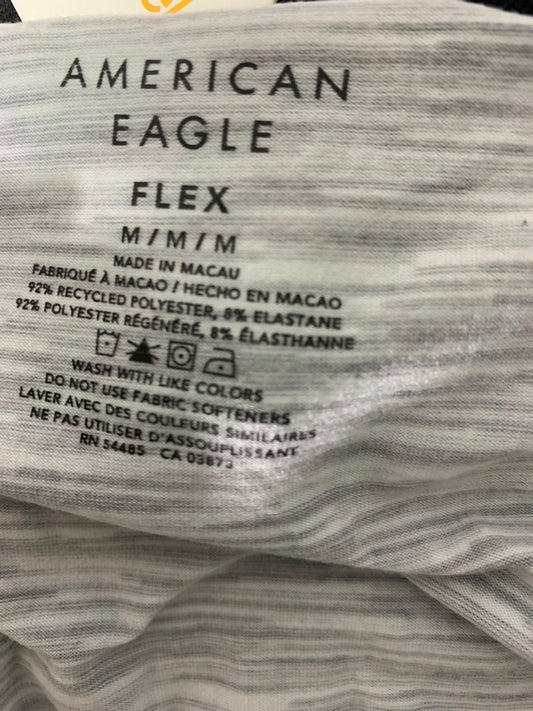 AMERICAN
EAGLE
FLEX
M / M / M
MADE IN MACAU
FABRIQUÉ À MACAO / HECHO EN MACAO
92% RECYCLED POLYESTER, 8% ELASTANE
92% POLYESTER RÉGÉNÉRÉ, 8% ÉLASTHANNE
WASH WITH LIKE COLORS
DO NOT USE FABRIC SOFTENERS
LAVER AVEC DES COULEURS SIMILAIRES
NE PAS UTILISER D'ASSOUPLISSANT
RN 54485 CA 03873